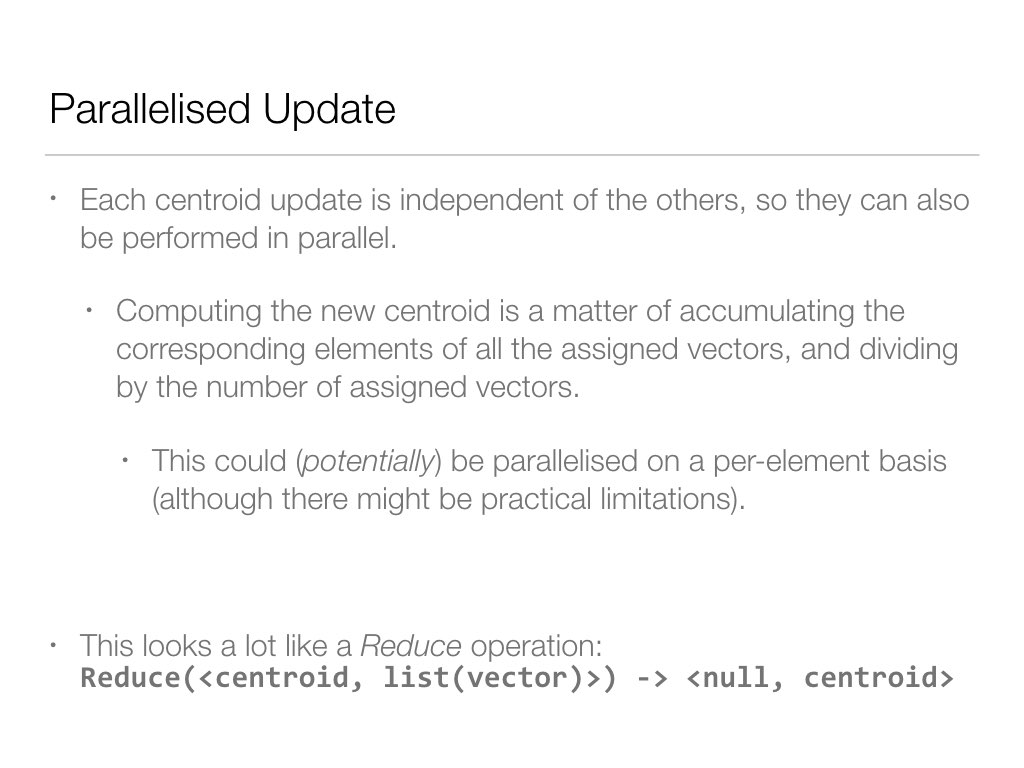 Parallelised Update
• Each centroid update is independent of the others, so they can also
be performed in parallel.
• Computing the new centroid is a matter of accumulating the
corresponding elements of all the assigned vectors, and dividing
by the number of assigned vectors.
• This could (potentially) be parallelised on a per-element basis
(although there might be practical limitations).
• This looks a lot like a Reduce operation:
Reduce(<centroid, list(vector)>) -> <null, centroid>